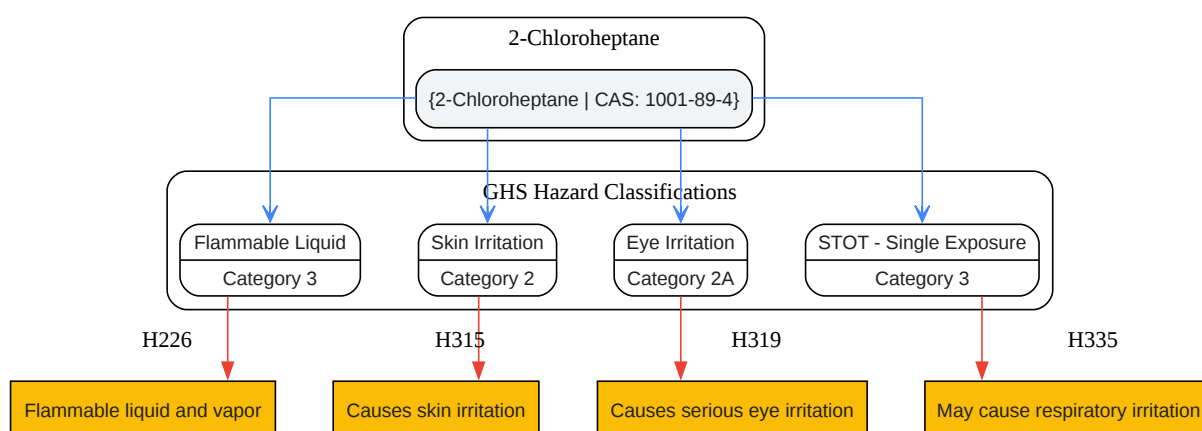 2-Chloroheptane
{2-Chloroheptane | CAS: 1001-89-4}
GHS Hazard Classifications
Flammable Liquid
Category 3
Skin Irritation
Category 2
Eye Irritation
Category 2A
STOT - Single Exposure
Category 3
H226
H315
H319
H335
Flammable liquid and vapor
Causes skin irritation
Causes serious eye irritation
May cause respiratory irritation